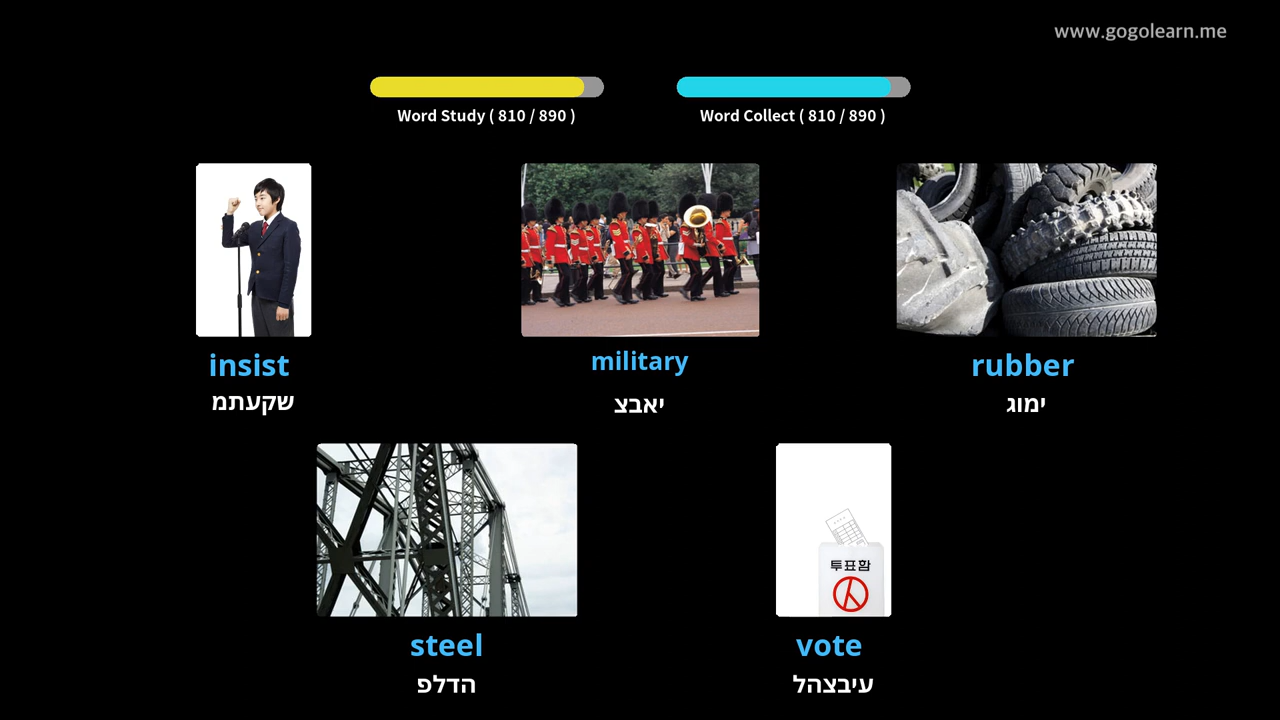 www.gogolearn.me
Word Study ( 810 / 890 )
Word Collect ( 810 / 890 )
insist
שקעתמ
military
יאבצ
rubber
ימוג
투표함
steel
הדלפ
vote
עיבצהל